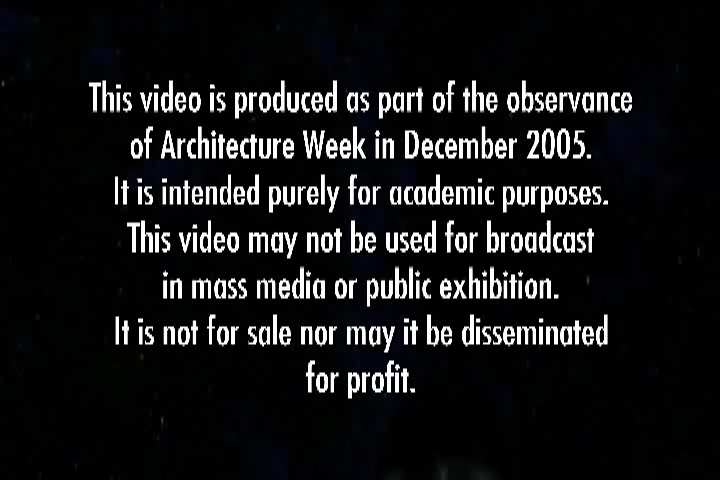 This video is produced as part of the observance
of Architecture Week in December 2005.
It is intended purely for academic purposes.
This video may not be used for broadcast
in mass media or public exhibition.
It is not for sale nor may it be disseminated
for profit.